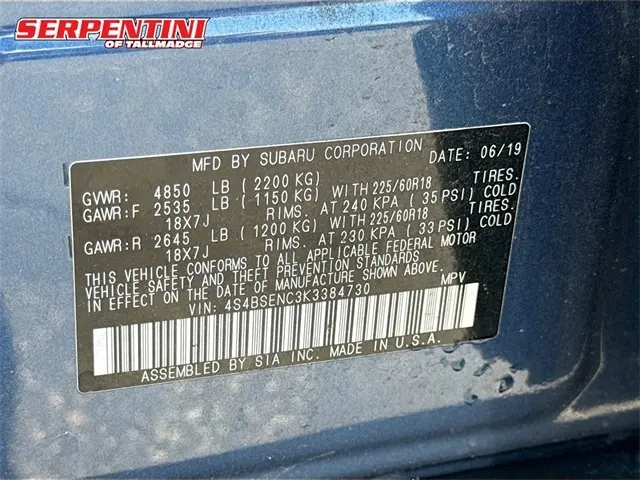 SERPENTINI
OF TALLMADGE
MFD BY SUBARU CORPORATION DATE: 06/19
GVWR: 4850 LB (2200 KG)
GAWR:F 2535 LB (1150 KG) WITH 225/60R18 TIRES.
18X7J RIMS. AT 240 KPA (35 PSI) COLD
GAWR:R 2645 LB (1200 KG) WITH 225/60R18 TIRES.
18X7J RIMS. AT 230 KPA (33 PSI) COLD
THIS VEHICLE CONFORMS TO ALL APPLICABLE FEDERAL MOTOR
VEHICLE SAFETY AND THEFT PREVENTION STANDARDS
IN EFFECT ON THE DATE OF MANUFACTURE SHOWN ABOVE.
VIN: 4S4BSENC3K3384730 MPV
ASSEMBLED BY SIA INC. MADE IN U.S.A.